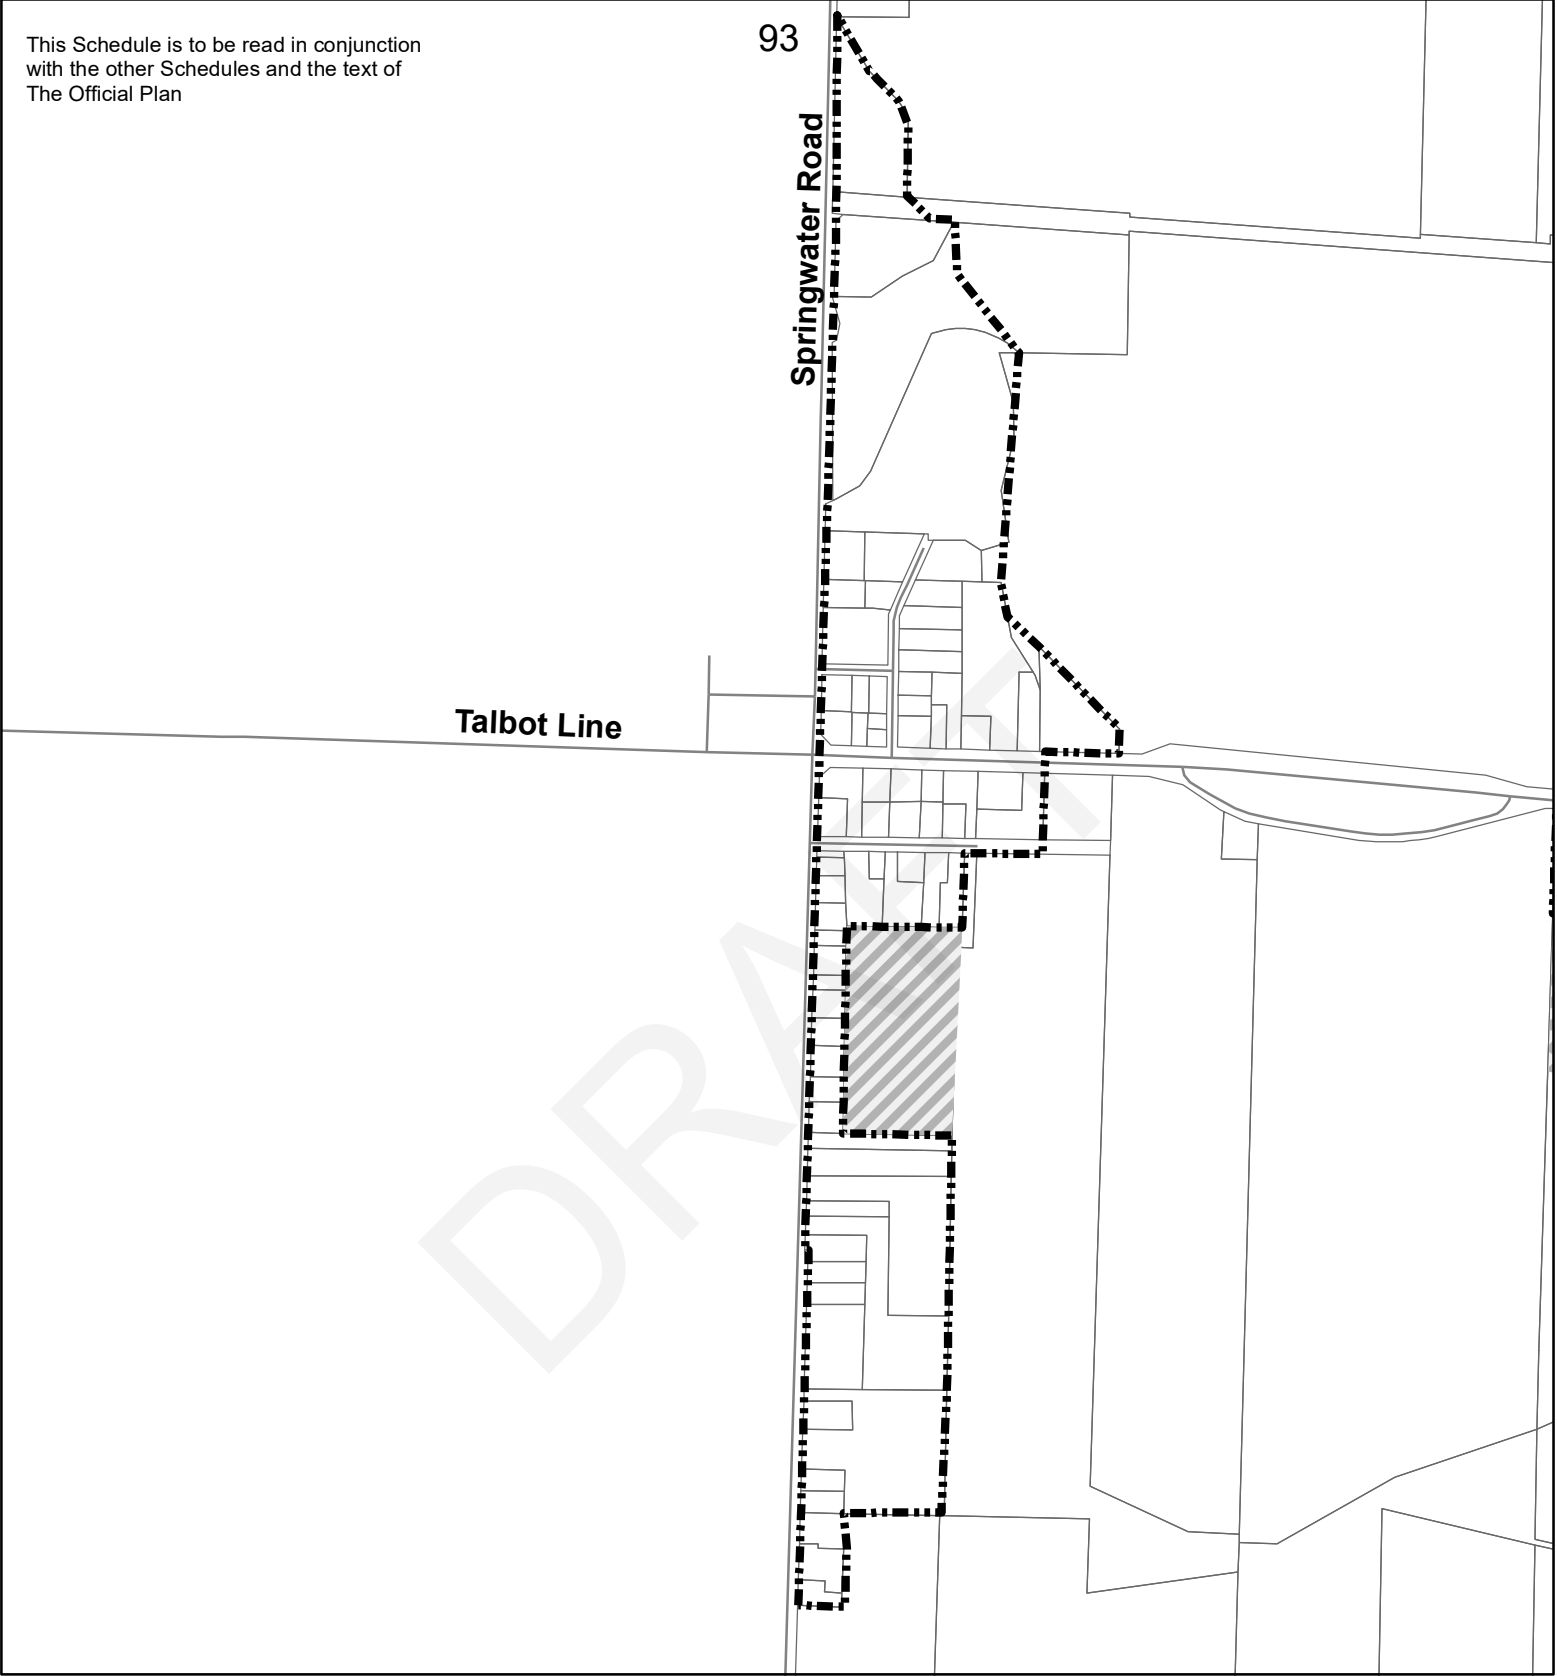 This Schedule is to be read in conjunction
with the other Schedules and the text of
The Official Plan
93
Springwater Road
Talbot Line
DRAFT